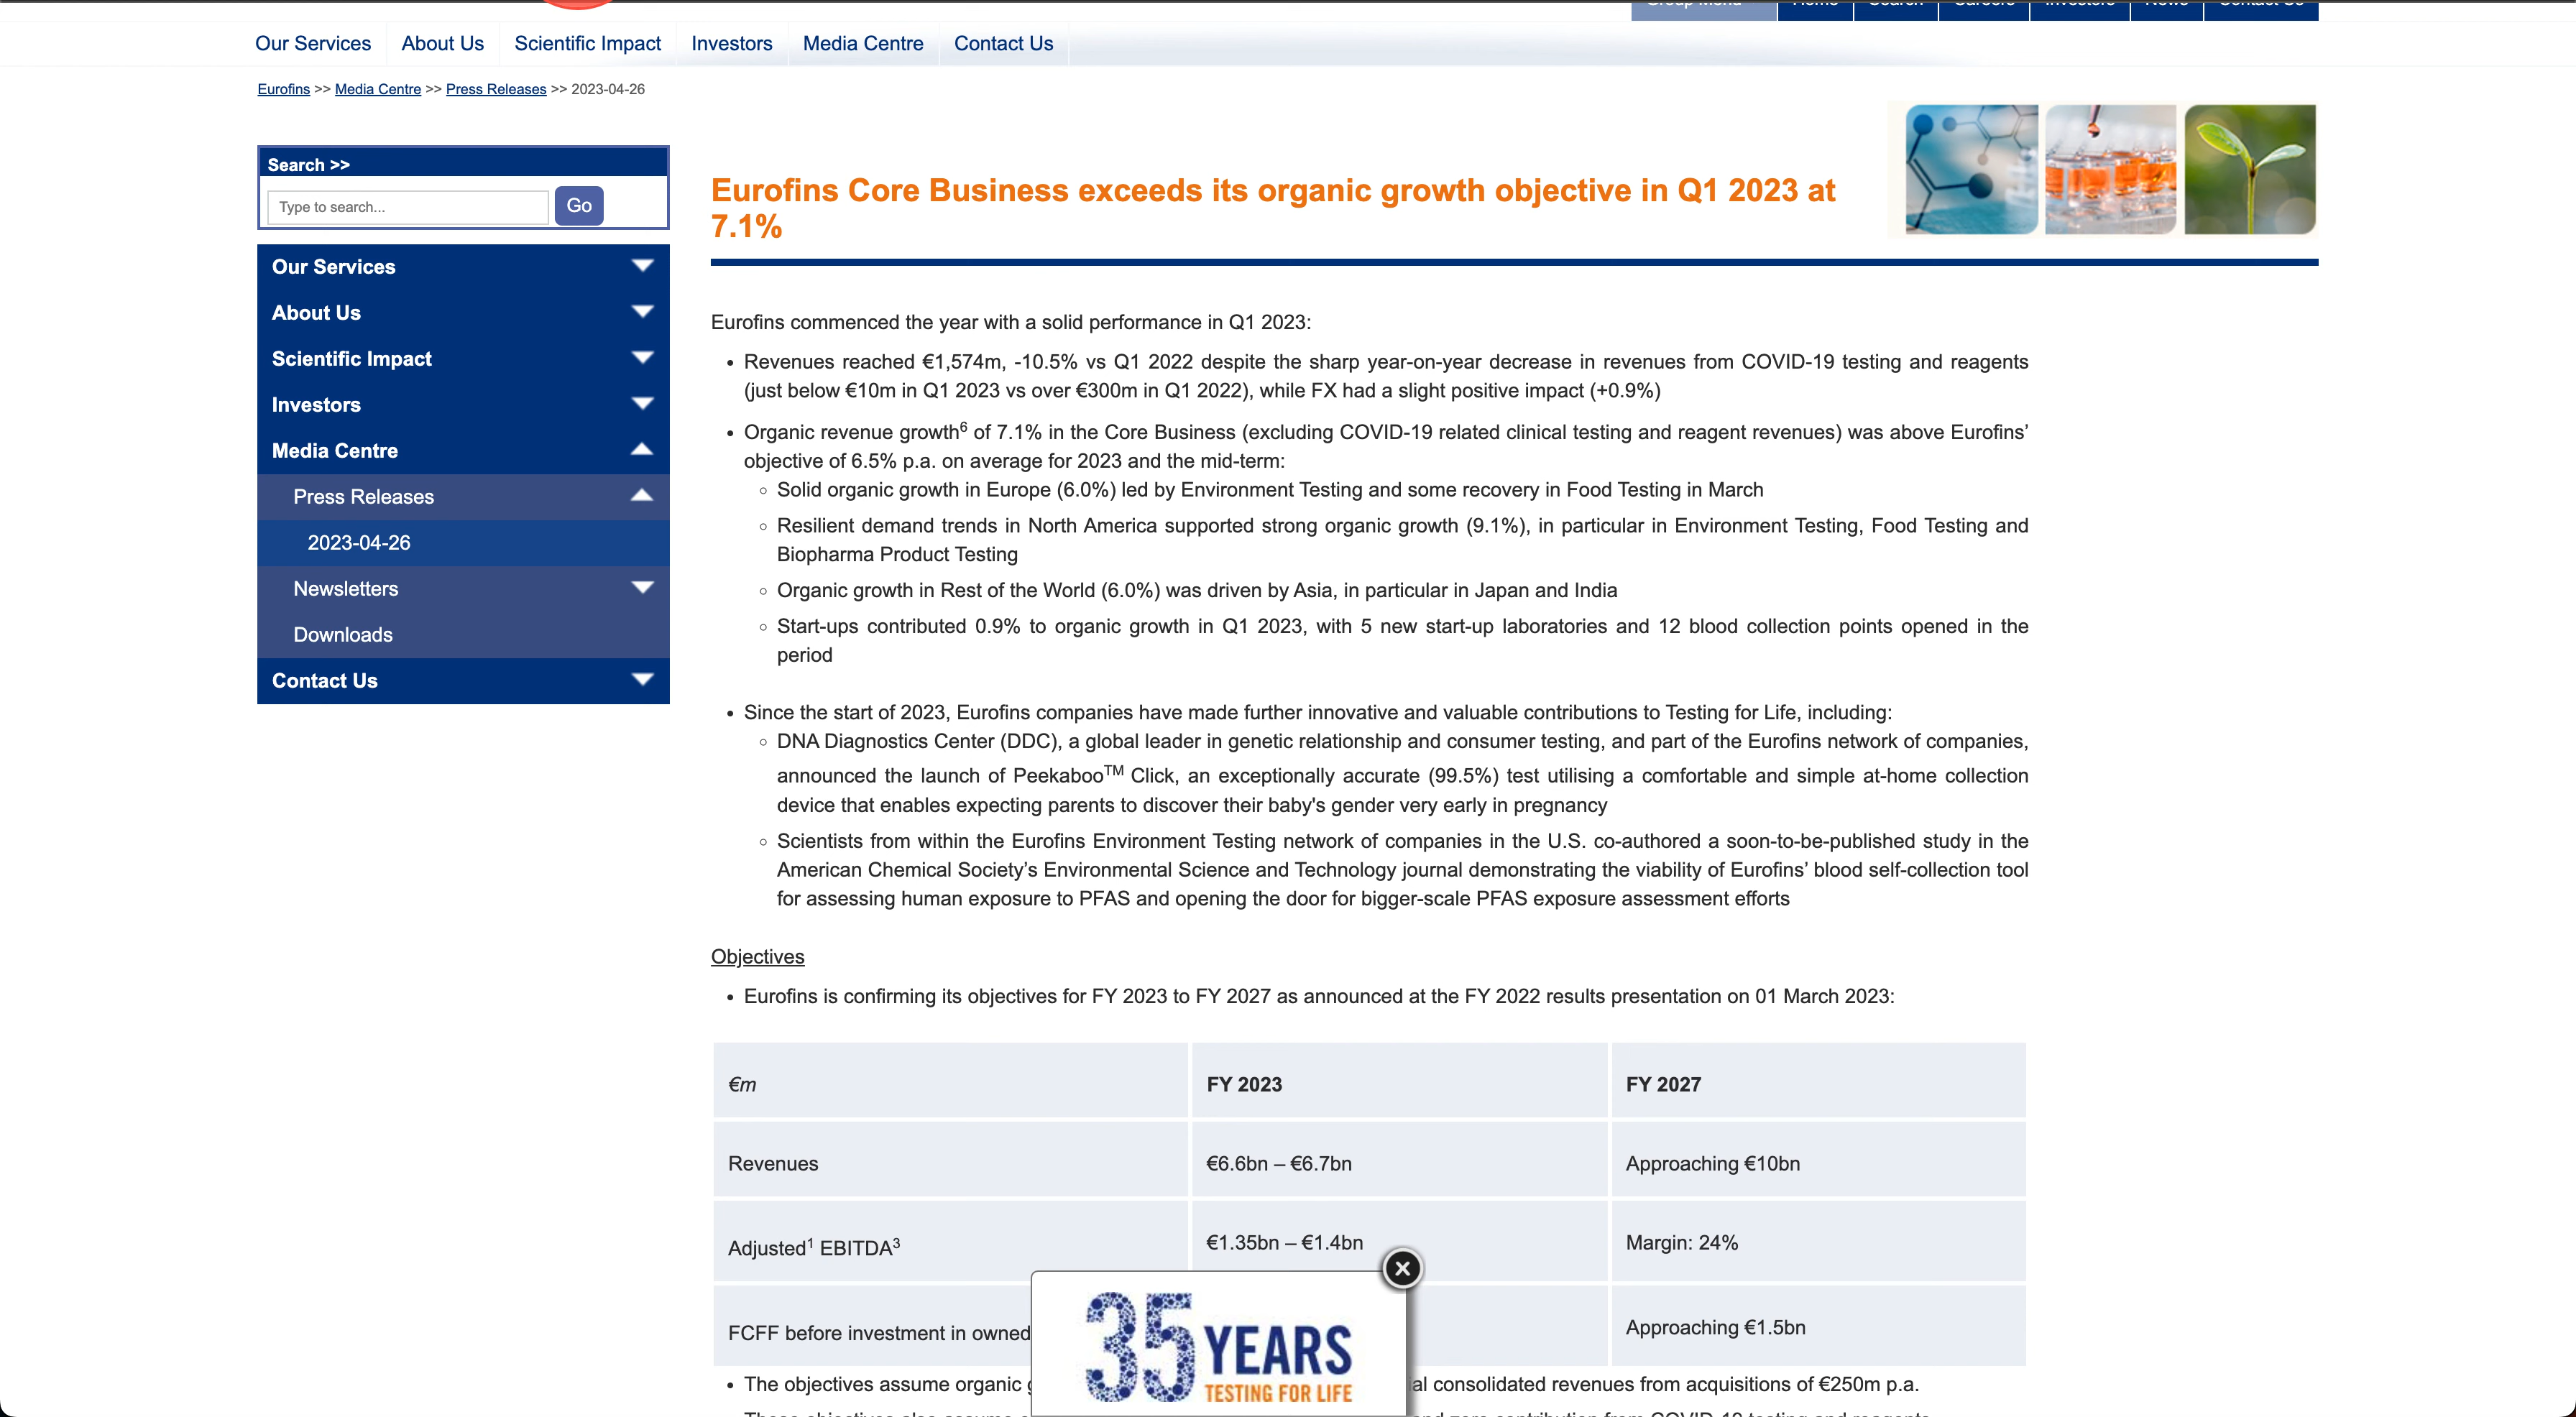 Group Menu Home Search Careers Investors News Contact Us
Our Services About Us Scientific Impact Investors Media Centre Contact Us
Eurofins >> Media Centre >> Press Releases >> 2023-04-26
Search >>
Type to search... Go
Our Services
About Us
Scientific Impact
Investors
Media Centre
Press Releases
2023-04-26
Newsletters
Downloads
Contact Us
Eurofins Core Business exceeds its organic growth objective in Q1 2023 at
7.1%
Eurofins commenced the year with a solid performance in Q1 2023:
• Revenues reached €1,574m, -10.5% vs Q1 2022 despite the sharp year-on-year decrease in revenues from COVID-19 testing and reagents
(just below €10m in Q1 2023 vs over €300m in Q1 2022), while FX had a slight positive impact (+0.9%)
• Organic revenue growth⁶ of 7.1% in the Core Business (excluding COVID-19 related clinical testing and reagent revenues) was above Eurofins’
objective of 6.5% p.a. on average for 2023 and the mid-term:
◦ Solid organic growth in Europe (6.0%) led by Environment Testing and some recovery in Food Testing in March
◦ Resilient demand trends in North America supported strong organic growth (9.1%), in particular in Environment Testing, Food Testing and
Biopharma Product Testing
◦ Organic growth in Rest of the World (6.0%) was driven by Asia, in particular in Japan and India
◦ Start-ups contributed 0.9% to organic growth in Q1 2023, with 5 new start-up laboratories and 12 blood collection points opened in the
period
• Since the start of 2023, Eurofins companies have made further innovative and valuable contributions to Testing for Life, including:
◦ DNA Diagnostics Center (DDC), a global leader in genetic relationship and consumer testing, and part of the Eurofins network of companies,
announced the launch of Peekaboo™ Click, an exceptionally accurate (99.5%) test utilising a comfortable and simple at-home collection
device that enables expecting parents to discover their baby's gender very early in pregnancy
◦ Scientists from within the Eurofins Environment Testing network of companies in the U.S. co-authored a soon-to-be-published study in the
American Chemical Society’s Environmental Science and Technology journal demonstrating the viability of Eurofins’ blood self-collection tool
for assessing human exposure to PFAS and opening the door for bigger-scale PFAS exposure assessment efforts
Objectives
• Eurofins is confirming its objectives for FY 2023 to FY 2027 as announced at the FY 2022 results presentation on 01 March 2023:
€m FY 2023 FY 2027
Revenues €6.6bn – €6.7bn Approaching €10bn
Adjusted¹ EBITDA³ €1.35bn – €1.4bn Margin: 24%
FCFF before investment in owned Approaching €1.5bn
35 YEARS
TESTING FOR LIFE
• The objectives assume organic consolidated revenues from acquisitions of €250m p.a.